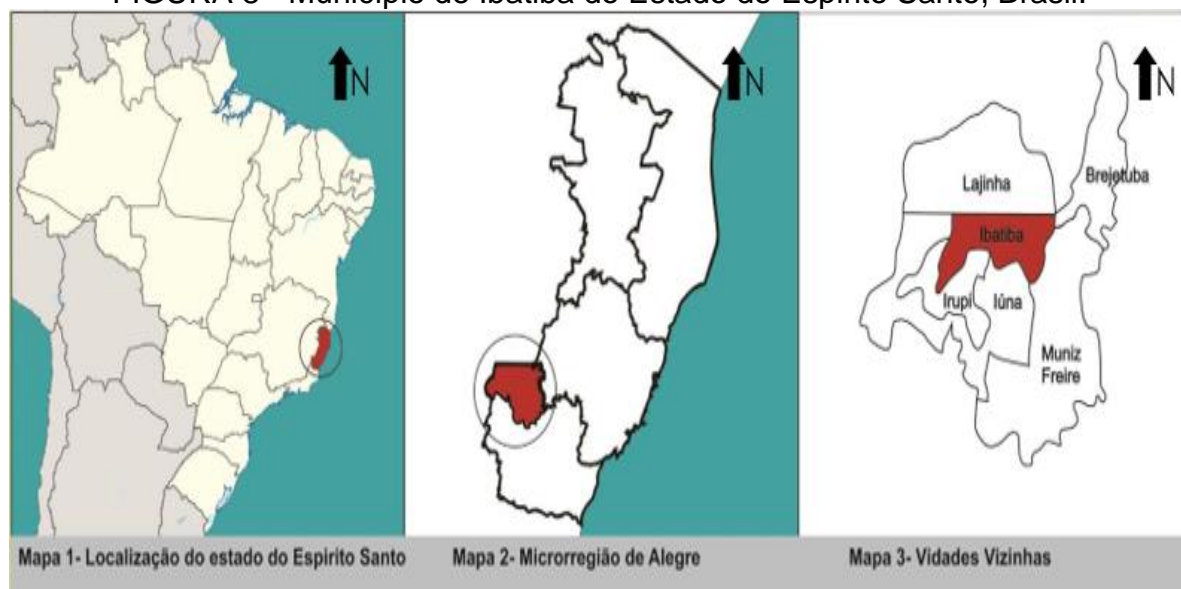 FIGURA 3 - Município de Ibatiba do Estado do Espírito Santo, Brasil.
N
N
N
Lajinha
Brejetuba
Ibatiba
Irupi
Iúna
Muniz
Freire
Mapa 1- Localização do estado do Espirito Santo
Mapa 2- Microrregião de Alegre
Mapa 3- Vidades Vizinhas